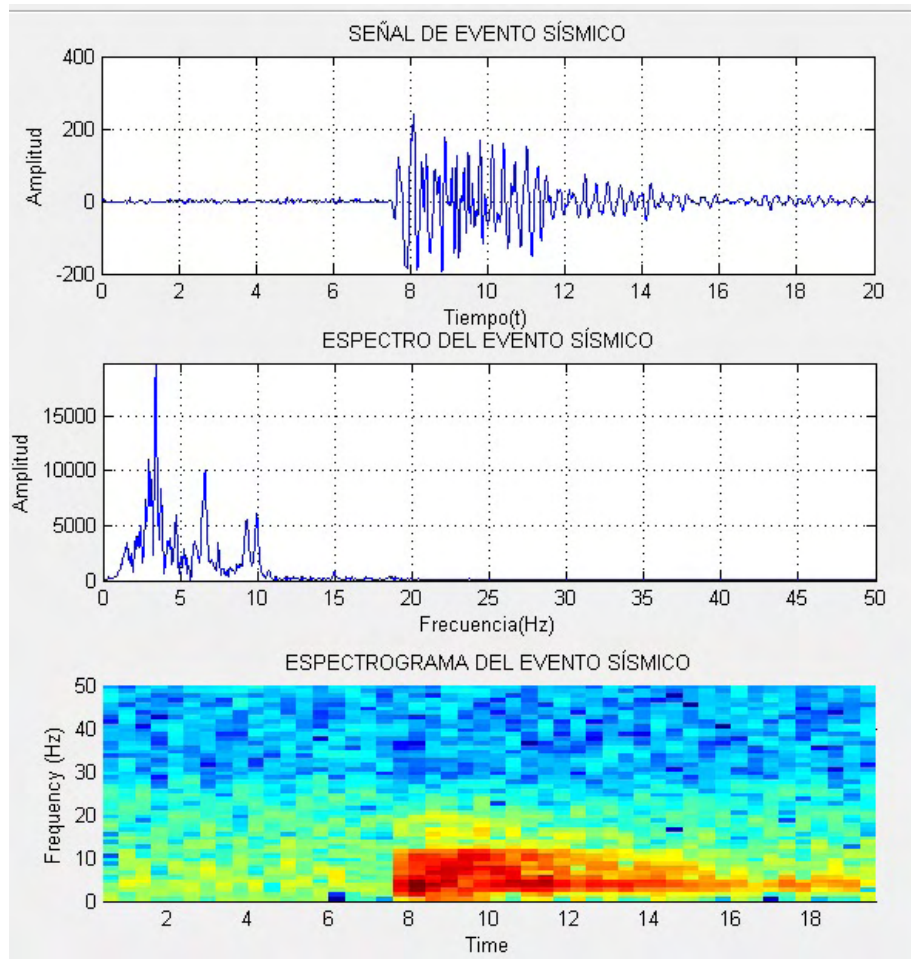 SEÑAL DE EVENTO SÍSMICO
400
200
0
-200
Amplitud
0 2 4 6 8 10 12 14 16 18 20
Tiempo(t)
ESPECTRO DEL EVENTO SÍSMICO
15000
10000
5000
0
Amplitud
0 5 10 15 20 25 30 35 40 45 50
Frecuencia(Hz)
ESPECTROGRAMA DEL EVENTO SÍSMICO
50
40
30
20
10
0
Frequency (Hz)
2 4 6 8 10 12 14 16 18
Time